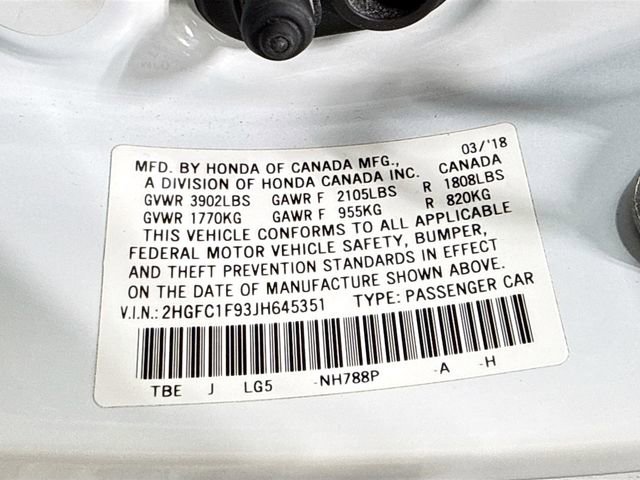 03/'18
MFD. BY HONDA OF CANADA MFG., CANADA
A DIVISION OF HONDA CANADA INC.
GVWR 3902LBS GAWR F 2105LBS R 1808LBS
GVWR 1770KG GAWR F 955KG R 820KG
THIS VEHICLE CONFORMS TO ALL APPLICABLE
FEDERAL MOTOR VEHICLE SAFETY, BUMPER,
AND THEFT PREVENTION STANDARDS IN EFFECT
ON THE DATE OF MANUFACTURE SHOWN ABOVE.
V.I.N.: 2HGFC1F93JH645351 TYPE: PASSENGER CAR
TBE J LG5 -NH788P -A -H